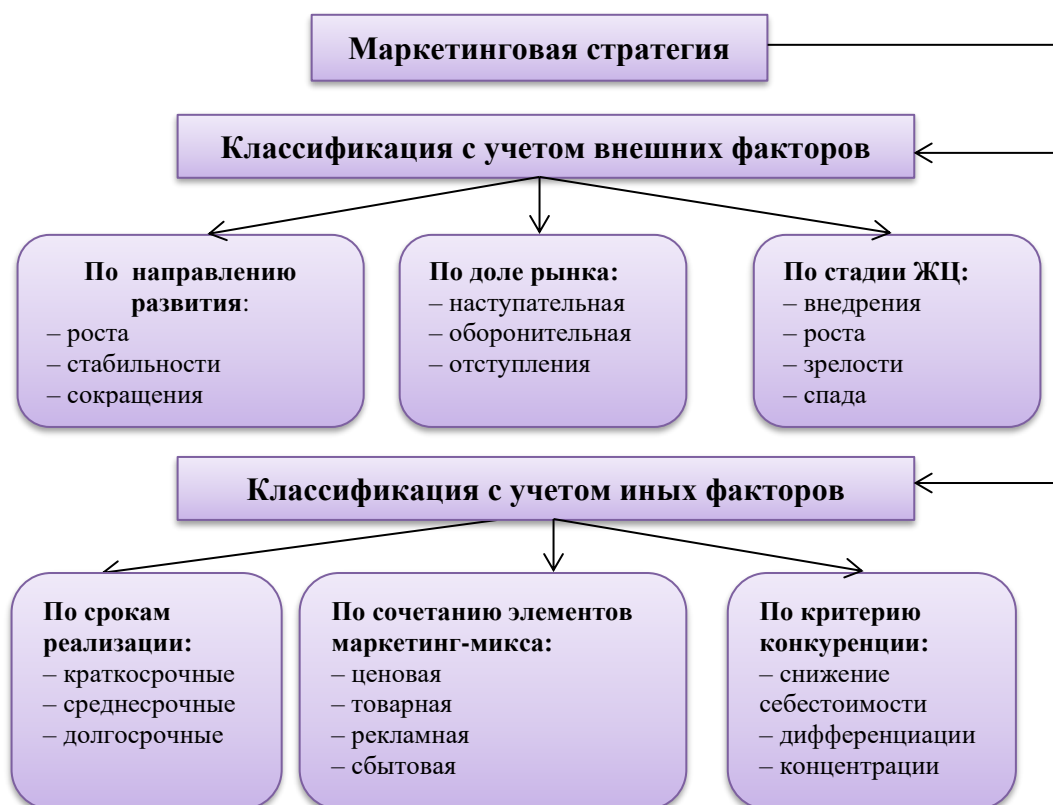 Маркетинговая стратегия
Классификация с учетом внешних факторов
По направлению
развития:
– роста
– стабильности
– сокращения
По доле рынка:
– наступательная
– оборонительная
– отступления
По стадии ЖЦ:
– внедрения
– роста
– зрелости
– спада
Классификация с учетом иных факторов
По срокам
реализации:
– краткосрочные
– среднесрочные
– долгосрочные
По сочетанию элементов
маркетинг-микса:
– ценовая
– товарная
– рекламная
– сбытовая
По критерию
конкуренции:
– снижение
себестоимости
– дифференциации
– концентрации